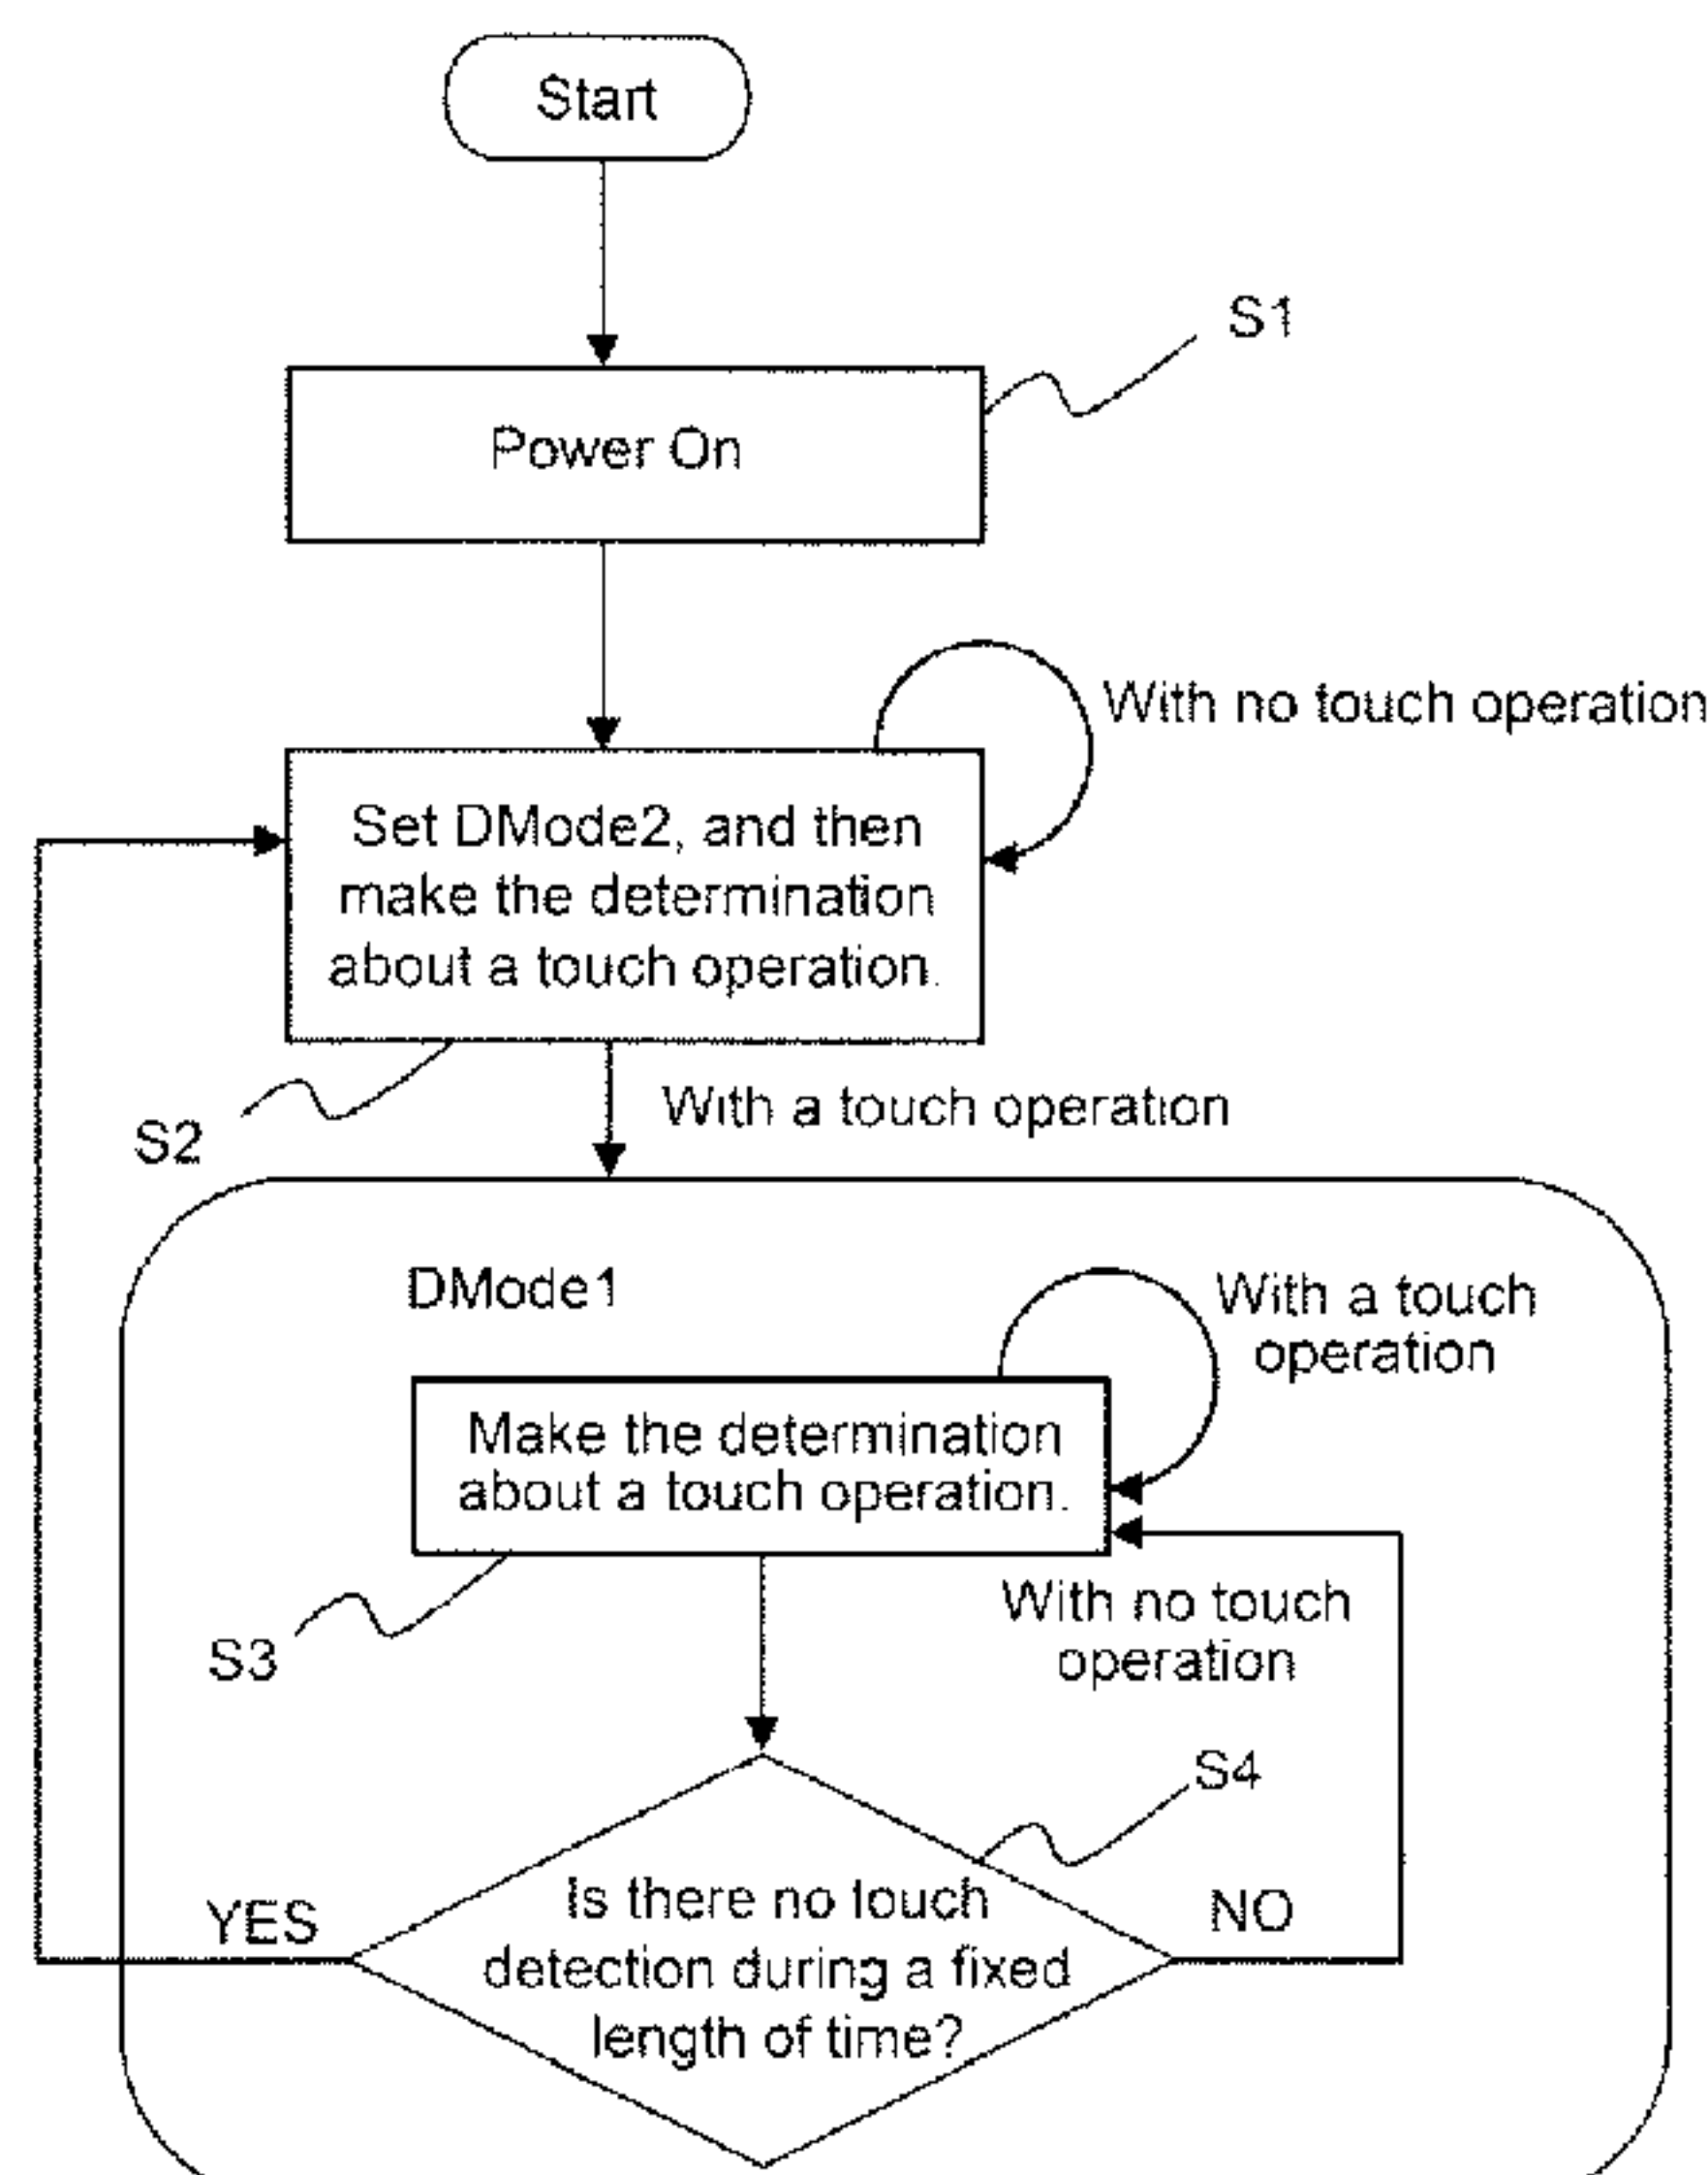 Start
S1
Power On
With no touch operation
Set DMode2, and then
make the determination
about a touch operation.
With a touch operation
S2
DMode1
With a touch
operation
Make the determination
about a touch operation.
With no touch
operation
S3
S4
Is there no touch
detection during a fixed
length of time?
YES
NO